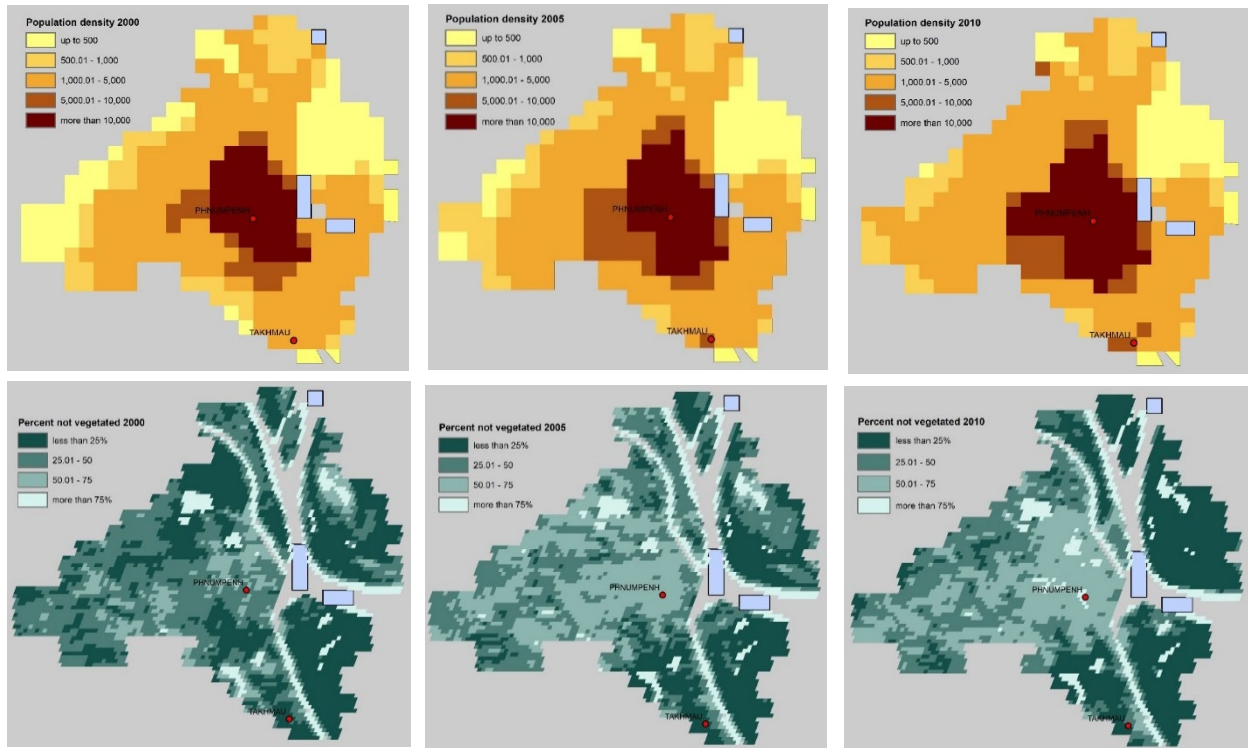 Population density 2000
up to 500
500.01 - 1,000
1,000.01 - 5,000
5,000.01 - 10,000
more than 10,000
PHNUMPENH
TAKHMAU
Population density 2005
up to 500
500.01 - 1,000
1,000.01 - 5,000
5,000.01 - 10,000
more than 10,000
PHNUMPENH
TAKHMAU
Population density 2010
up to 500
500.01 - 1,000
1,000.01 - 5,000
5,000.01 - 10,000
more than 10,000
PHNUMPENH
TAKHMAU
Percent not vegetated 2000
less than 25%
25.01 - 50
50.01 - 75
more than 75%
PHNUMPENH
TAKHMAU
Percent not vegetated 2005
less than 25%
25.01 - 50
50.01 - 75
more than 75%
PHNUMPENH
TAKHMAU
Percent not vegetated 2010
less than 25%
25.01 - 50
50.01 - 75
more than 75%
PHNUMPENH
TAKHMAU